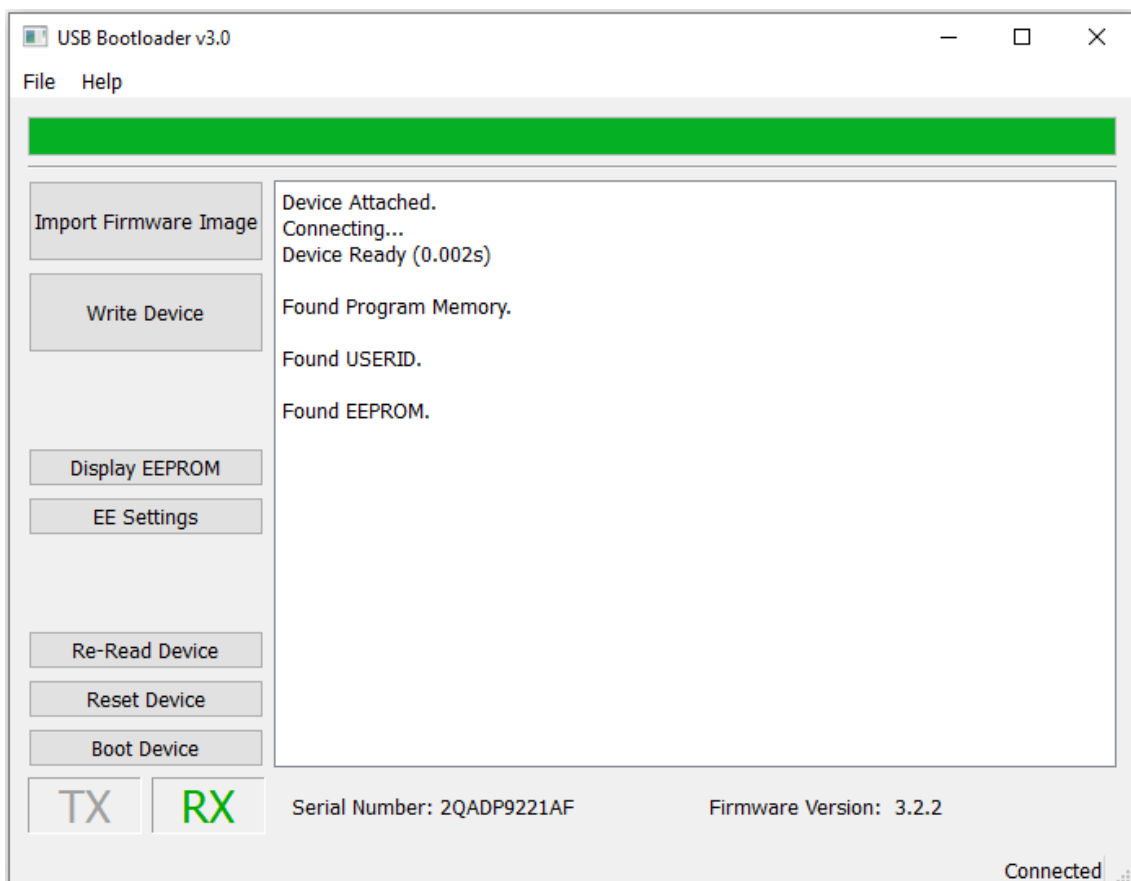 USB Bootloader v3.0
File Help
Import Firmware Image
Write Device
Display EEPROM
EE Settings
Re-Read Device
Reset Device
Boot Device
Device Attached.
Connecting...
Device Ready (0.002s)
Found Program Memory.
Found USERID.
Found EEPROM.
TX RX Serial Number: 2QADP9221AF Firmware Version: 3.2.2
Connected